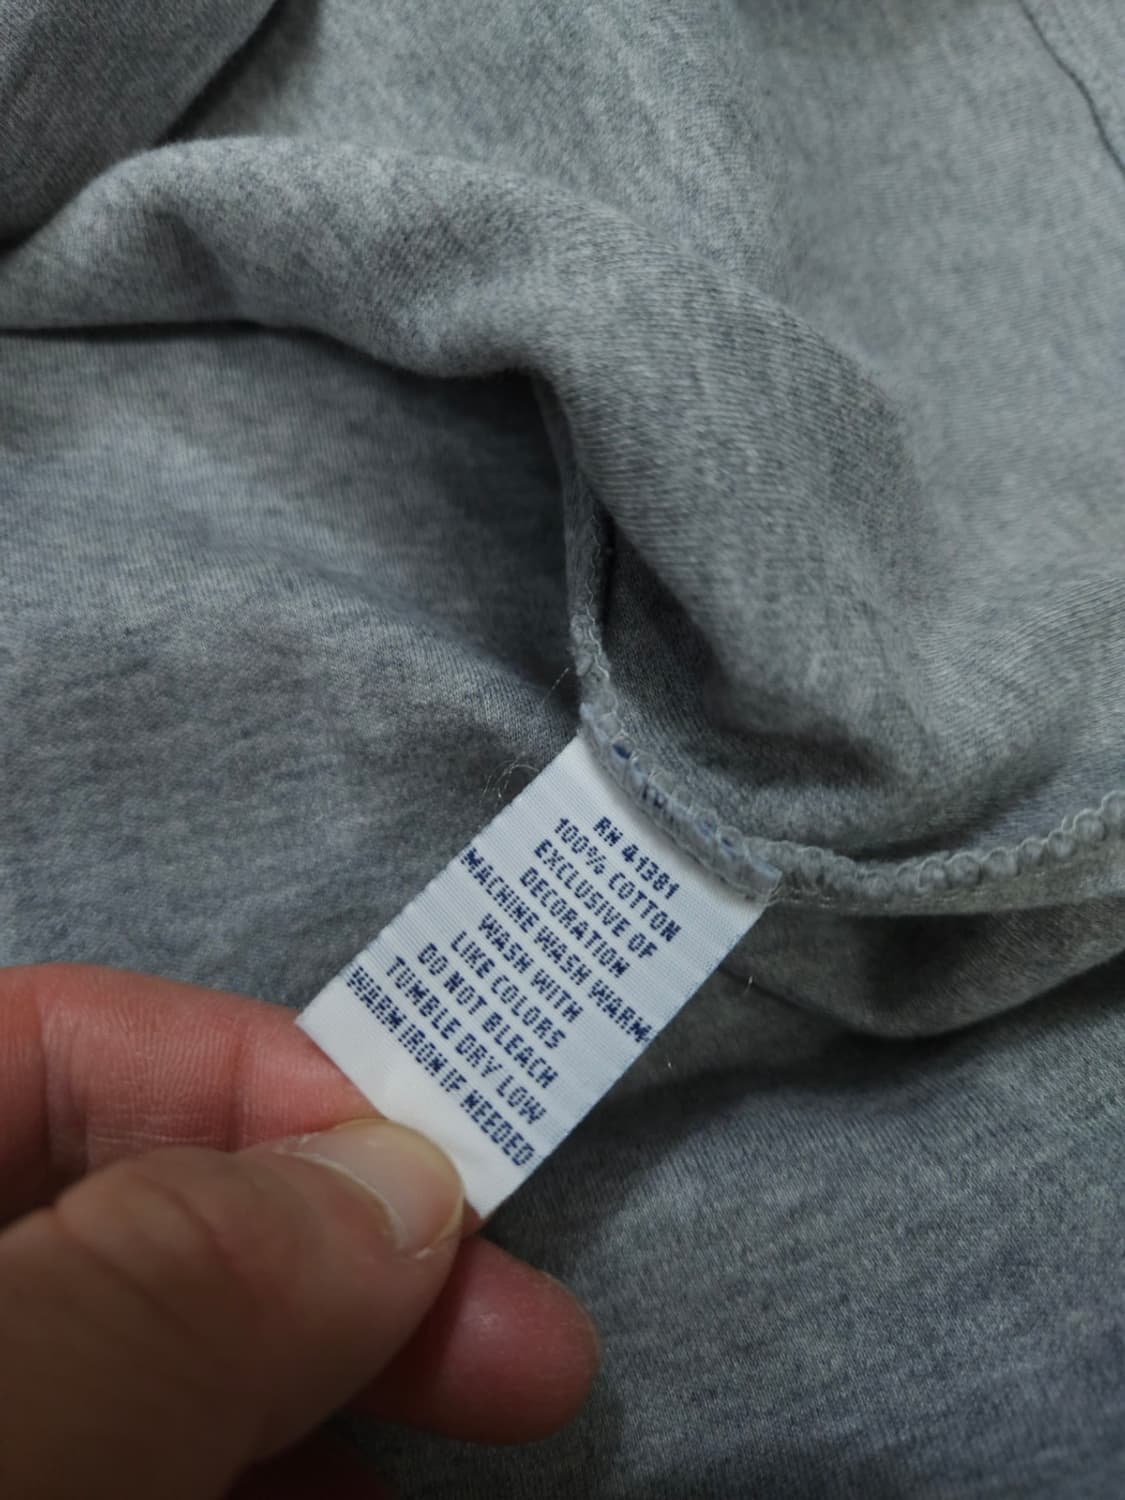 RN 41381
100% COTTON
EXCLUSIVE OF
DECORATION
MACHINE WASH WARM
WASH WITH
LIKE COLORS
DO NOT BLEACH
TUMBLE DRY LOW
WARM IRON IF NEEDED